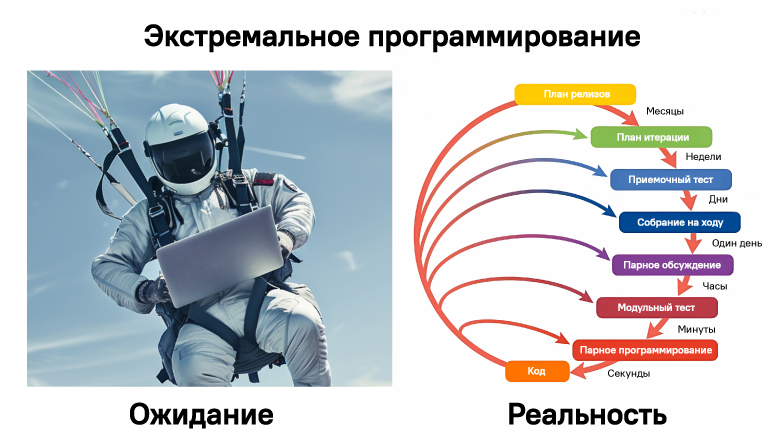 Экстремальное программирование
План релизов
Месяцы
План итерации
Недели
Приемочный тест
Дни
Собрание на ходу
Один день
Парное обсуждение
Часы
Модульный тест
Минуты
Парное программирование
Секунды
Код
Ожидание
Реальность